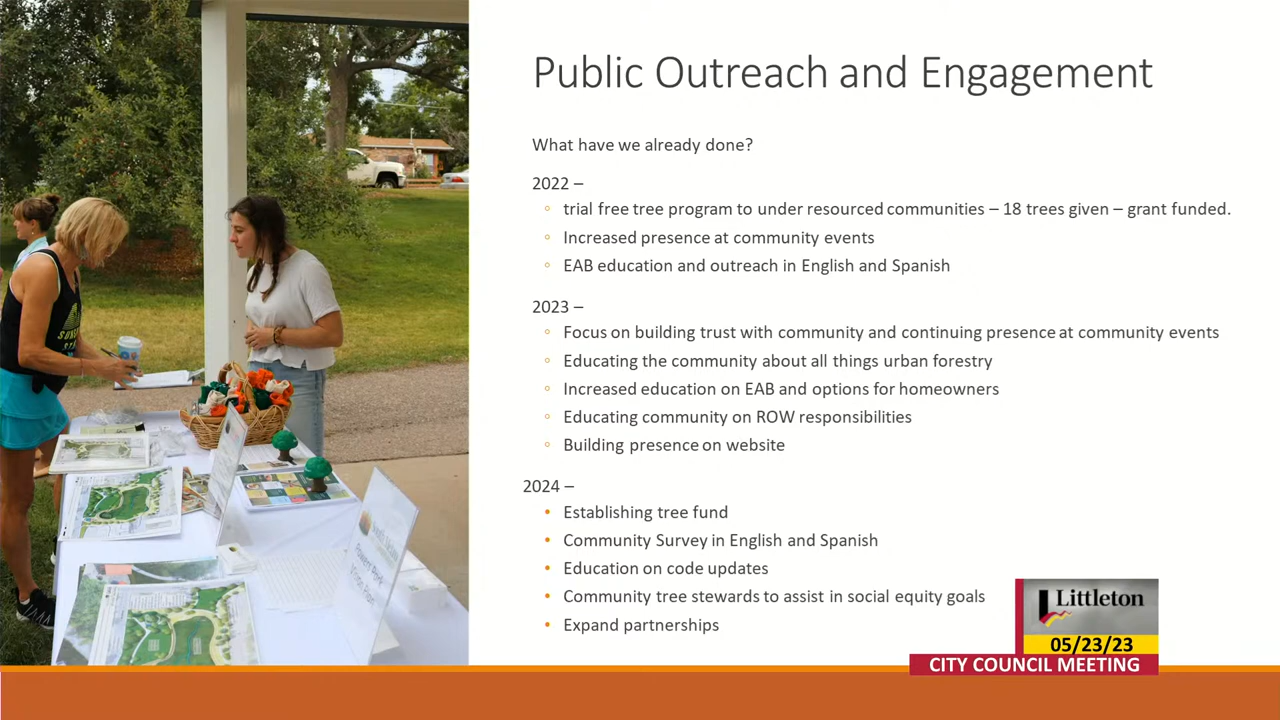 Public Outreach and Engagement
What have we already done?
2022 –
◦ trial free tree program to under resourced communities – 18 trees given – grant funded.
◦ Increased presence at community events
◦ EAB education and outreach in English and Spanish
2023 –
◦ Focus on building trust with community and continuing presence at community events
◦ Educating the community about all things urban forestry
◦ Increased education on EAB and options for homeowners
◦ Educating community on ROW responsibilities
◦ Building presence on website
2024 –
• Establishing tree fund
• Community Survey in English and Spanish
• Education on code updates
• Community tree stewards to assist in social equity goals
• Expand partnerships
Littleton
05/23/23
CITY COUNCIL MEETING